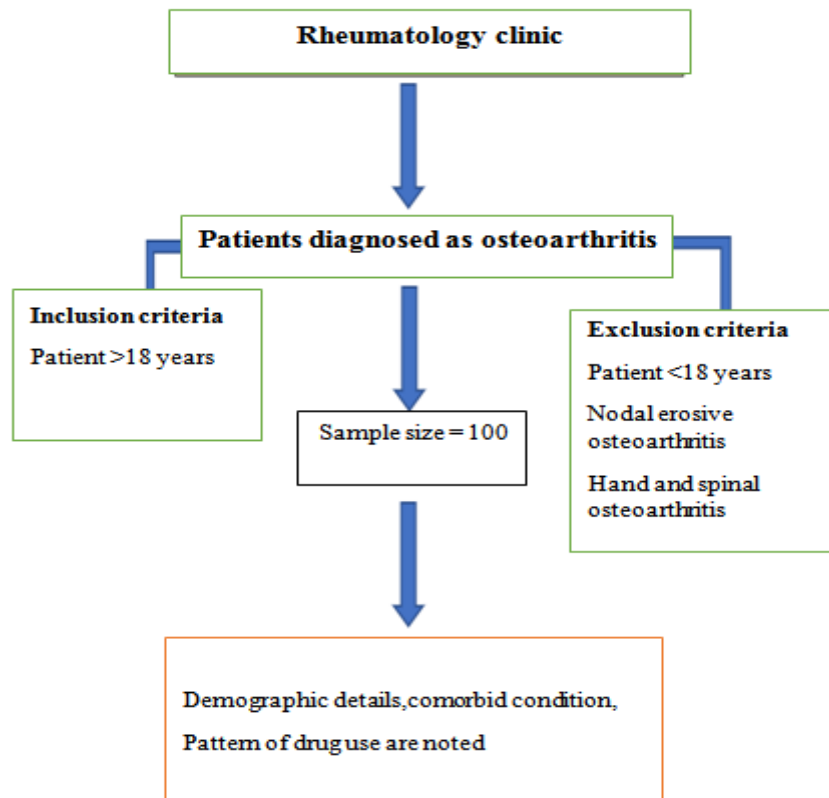 Rheumatology clinic
Patients diagnosed as osteoarthritis
Inclusion criteria
Patient >18 years
Exclusion criteria
Patient <18 years
Nodal erosive
osteoarthritis
Hand and spinal
osteoarthritis
Sample size = 100
Demographic details,comorbid condition,
Pattern of drug use are noted